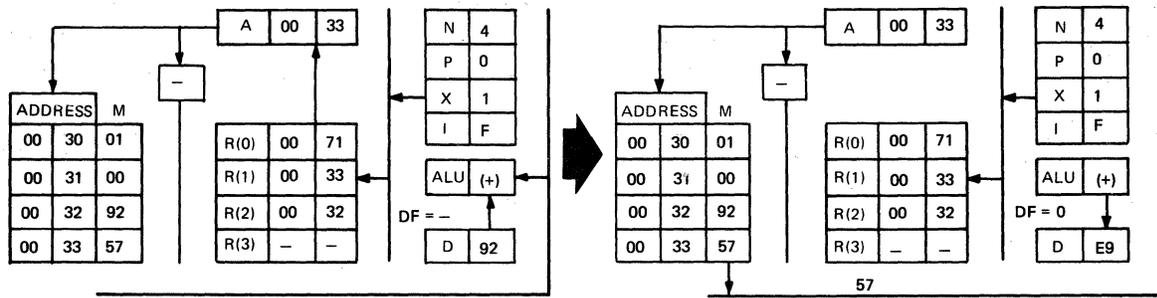 A 00 33
–
ADDRESS M
00 30 01
00 31 00
00 32 92
00 33 57
R(0) 00 71
R(1) 00 33
R(2) 00 32
R(3) – –
N 4
P 0
X 1
I F
ALU (+)
DF = –
D 92
A 00 33
–
ADDRESS M
00 30 01
00 31 00
00 32 92
00 33 57
R(0) 00 71
R(1) 00 33
R(2) 00 32
R(3) – –
N 4
P 0
X 1
I F
ALU (+)
DF = 0
D E9
57